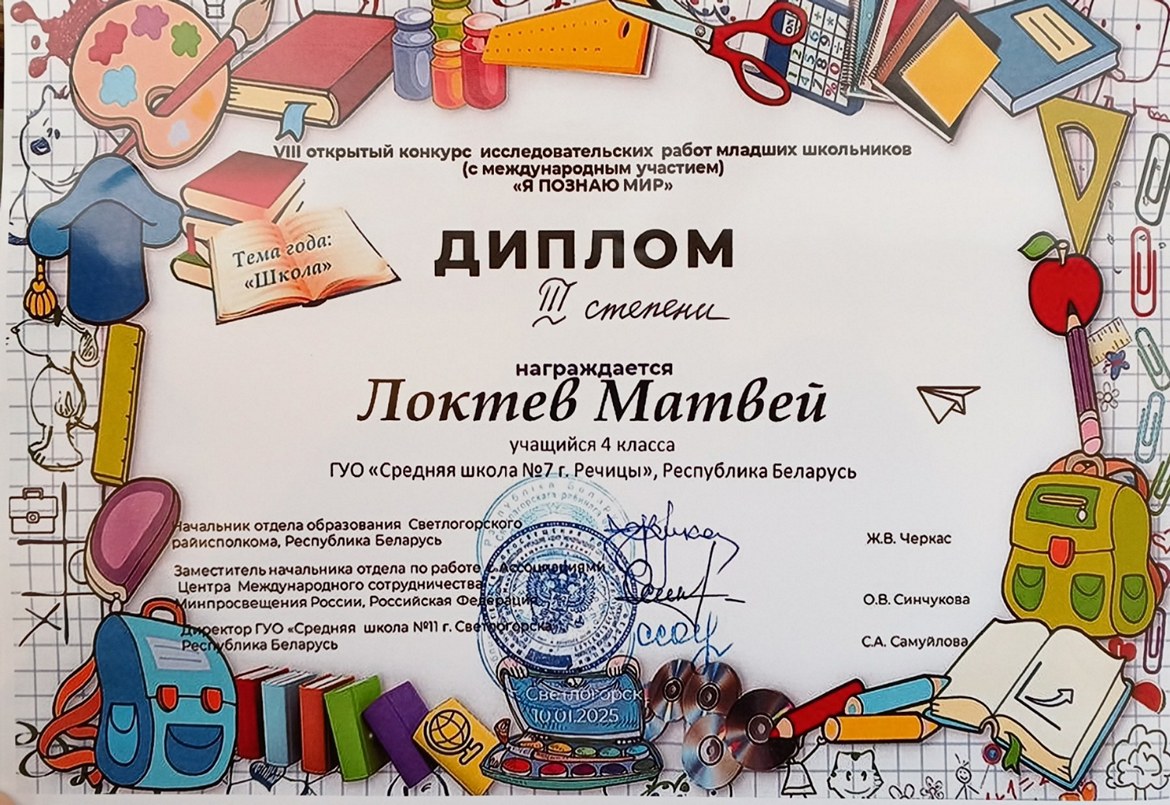 VIII открытый конкурс исследовательских работ младших школьников
(с международным участием)
«Я ПОЗНАЮ МИР»
Тема года:
«Школа»
ДИПЛОМ
III степени
награждается
Локтев Матвей
учащийся 4 класса
ГУО «Средняя школа №7 г. Речицы», Республика Беларусь
Начальник отдела образования Светлогорского
райисполкома, Республика Беларусь
Ж.В. Черкас
Заместитель начальника отдела по работе с Ассоциациями
Центра Международного сотрудничества
Минпросвещения России, Российская Федерация
О.В. Синчукова
Директор ГУО «Средняя школа №11 г. Светлогорска»
Республика Беларусь
С.А. Самуйлова
г. Светлогорск
10.01.2025